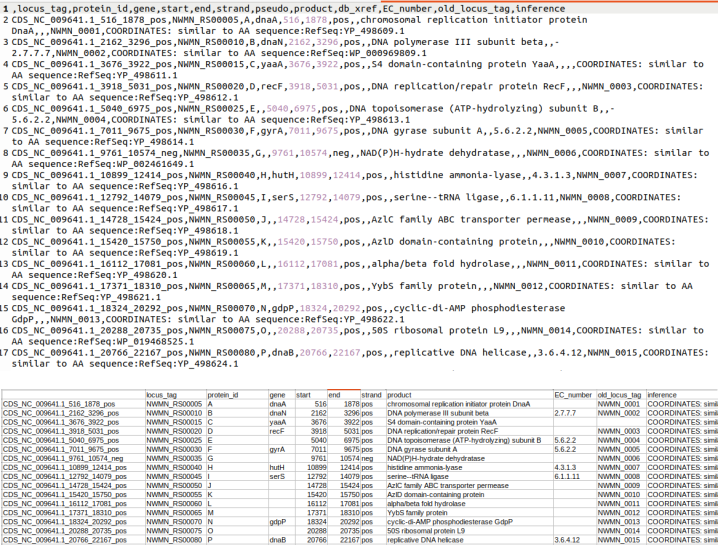 1 ,locus_tag,protein_id,gene,start,end,strand,pseudo,product,db_xref,EC_number,old_locus_tag,inference
2 CDS_NC_009641.1_516_1878_pos,NWMN_RS00005,A,dnaA,516,1878,pos,,chromosomal replication initiator protein
DnaA,,,NWMN_0001,COORDINATES: similar to AA sequence:RefSeq:YP_498609.1
3 CDS_NC_009641.1_2162_3296_pos,NWMN_RS00010,B,dnaN,2162,3296,pos,,DNA polymerase III subunit beta,,-
2.7.7.7,NWMN_0002,COORDINATES: similar to AA sequence:RefSeq:WP_000969809.1
4 CDS_NC_009641.1_3676_3922_pos,NWMN_RS00015,C,yaaA,3676,3922,pos,,S4 domain-containing protein YaaA,,,,COORDINATES: similar to
AA sequence:RefSeq:YP_498611.1
5 CDS_NC_009641.1_3918_5031_pos,NWMN_RS00020,D,recF,3918,5031,pos,,DNA replication/repair protein RecF,,,NWMN_0003,COORDINATES:
similar to AA sequence:RefSeq:YP_498612.1
6 CDS_NC_009641.1_5040_6975_pos,NWMN_RS00025,E,,5040,6975,pos,,DNA topoisomerase (ATP-hydrolyzing) subunit B,,-
5.6.2.2,NWMN_0004,COORDINATES: similar to AA sequence:RefSeq:YP_498613.1
7 CDS_NC_009641.1_7011_9675_pos,NWMN_RS00030,F,gyrA,7011,9675,pos,,DNA gyrase subunit A,,5.6.2.2,NWMN_0005,COORDINATES: similar
to AA sequence:RefSeq:YP_498614.1
8 CDS_NC_009641.1_9761_10574_neg,NWMN_RS00035,G,,9761,10574,neg,,NAD(P)H-hydrate dehydratase,,,NWMN_0006,COORDINATES: similar
to AA sequence:RefSeq:WP_002461649.1
9 CDS_NC_009641.1_10899_12414_pos,NWMN_RS00040,H,hutH,10899,12414,pos,,histidine ammonia-lyase,,4.3.1.3,NWMN_0007,COORDINATES:
similar to AA sequence:RefSeq:YP_498616.1
10 CDS_NC_009641.1_12792_14079_pos,NWMN_RS00045,I,serS,12792,14079,pos,,serine--tRNA ligase,,6.1.1.11,NWMN_0008,COORDINATES:
similar to AA sequence:RefSeq:YP_498617.1
11 CDS_NC_009641.1_14728_15424_pos,NWMN_RS00050,J,,14728,15424,pos,,AzlC family ABC transporter permease,,,NWMN_0009,COORDINATES:
similar to AA sequence:RefSeq:YP_498618.1
12 CDS_NC_009641.1_15420_15750_pos,NWMN_RS00055,K,,15420,15750,pos,,AzlD domain-containing protein,,,NWMN_0010,COORDINATES:
similar to AA sequence:RefSeq:YP_498619.1
13 CDS_NC_009641.1_16112_17081_pos,NWMN_RS00060,L,,16112,17081,pos,,alpha/beta fold hydrolase,,,NWMN_0011,COORDINATES: similar to
AA sequence:RefSeq:YP_498620.1
14 CDS_NC_009641.1_17371_18310_pos,NWMN_RS00065,M,,17371,18310,pos,,YybS family protein,,,NWMN_0012,COORDINATES: similar to AA
sequence:RefSeq:YP_498621.1
15 CDS_NC_009641.1_18324_20292_pos,NWMN_RS00070,N,gdpP,18324,20292,pos,,cyclic-di-AMP phosphodiesterase
GdpP,,,NWMN_0013,COORDINATES: similar to AA sequence:RefSeq:YP_498622.1
16 CDS_NC_009641.1_20288_20735_pos,NWMN_RS00075,O,,20288,20735,pos,,50S ribosomal protein L9,,,NWMN_0014,COORDINATES: similar to
AA sequence:RefSeq:WP_019468525.1
17 CDS_NC_009641.1_20766_22167_pos,NWMN_RS00080,P,dnaB,20766,22167,pos,,replicative DNA helicase,,3.6.4.12,NWMN_0015,COORDINATES:
similar to AA sequence:RefSeq:YP_498624.1
locus_tag protein_id gene start end strand product EC_number old_locus_tag inference
CDS_NC_009641.1_516_1878_pos NWMN_RS00005 A dnaA 516 1878 pos chromosomal replication initiator protein DnaA NWMN_0001 COORDINATES: simil
CDS_NC_009641.1_2162_3296_pos NWMN_RS00010 B dnaN 2162 3296 pos DNA polymerase III subunit beta 2.7.7.7 NWMN_0002 COORDINATES: simil
CDS_NC_009641.1_3676_3922_pos NWMN_RS00015 C yaaA 3676 3922 pos S4 domain-containing protein YaaA COORDINATES: simil
CDS_NC_009641.1_3918_5031_pos NWMN_RS00020 D recF 3918 5031 pos DNA replication/repair protein RecF NWMN_0003 COORDINATES: simil
CDS_NC_009641.1_5040_6975_pos NWMN_RS00025 E 5040 6975 pos DNA topoisomerase (ATP-hydrolyzing) subunit B 5.6.2.2 NWMN_0004 COORDINATES: simil
CDS_NC_009641.1_7011_9675_pos NWMN_RS00030 F gyrA 7011 9675 pos DNA gyrase subunit A 5.6.2.2 NWMN_0005 COORDINATES: simil
CDS_NC_009641.1_9761_10574_neg NWMN_RS00035 G 9761 10574 neg NAD(P)H-hydrate dehydratase NWMN_0006 COORDINATES: simil
CDS_NC_009641.1_10899_12414_pos NWMN_RS00040 H hutH 10899 12414 pos histidine ammonia-lyase 4.3.1.3 NWMN_0007 COORDINATES: simil
CDS_NC_009641.1_12792_14079_pos NWMN_RS00045 I serS 12792 14079 pos serine--tRNA ligase 6.1.1.11 NWMN_0008 COORDINATES: simil
CDS_NC_009641.1_14728_15424_pos NWMN_RS00050 J 14728 15424 pos AzlC family ABC transporter permease NWMN_0009 COORDINATES: simil
CDS_NC_009641.1_15420_15750_pos NWMN_RS00055 K 15420 15750 pos AzlD domain-containing protein NWMN_0010 COORDINATES: simil
CDS_NC_009641.1_16112_17081_pos NWMN_RS00060 L 16112 17081 pos alpha/beta fold hydrolase NWMN_0011 COORDINATES: simil
CDS_NC_009641.1_17371_18310_pos NWMN_RS00065 M 17371 18310 pos YybS family protein NWMN_0012 COORDINATES: simil
CDS_NC_009641.1_18324_20292_pos NWMN_RS00070 N gdpP 18324 20292 pos cyclic-di-AMP phosphodiesterase GdpP NWMN_0013 COORDINATES: simil
CDS_NC_009641.1_20288_20735_pos NWMN_RS00075 O 20288 20735 pos 50S ribosomal protein L9 NWMN_0014 COORDINATES: simil
CDS_NC_009641.1_20766_22167_pos NWMN_RS00080 P dnaB 20766 22167 pos replicative DNA helicase 3.6.4.12 NWMN_0015 COORDINATES: simil